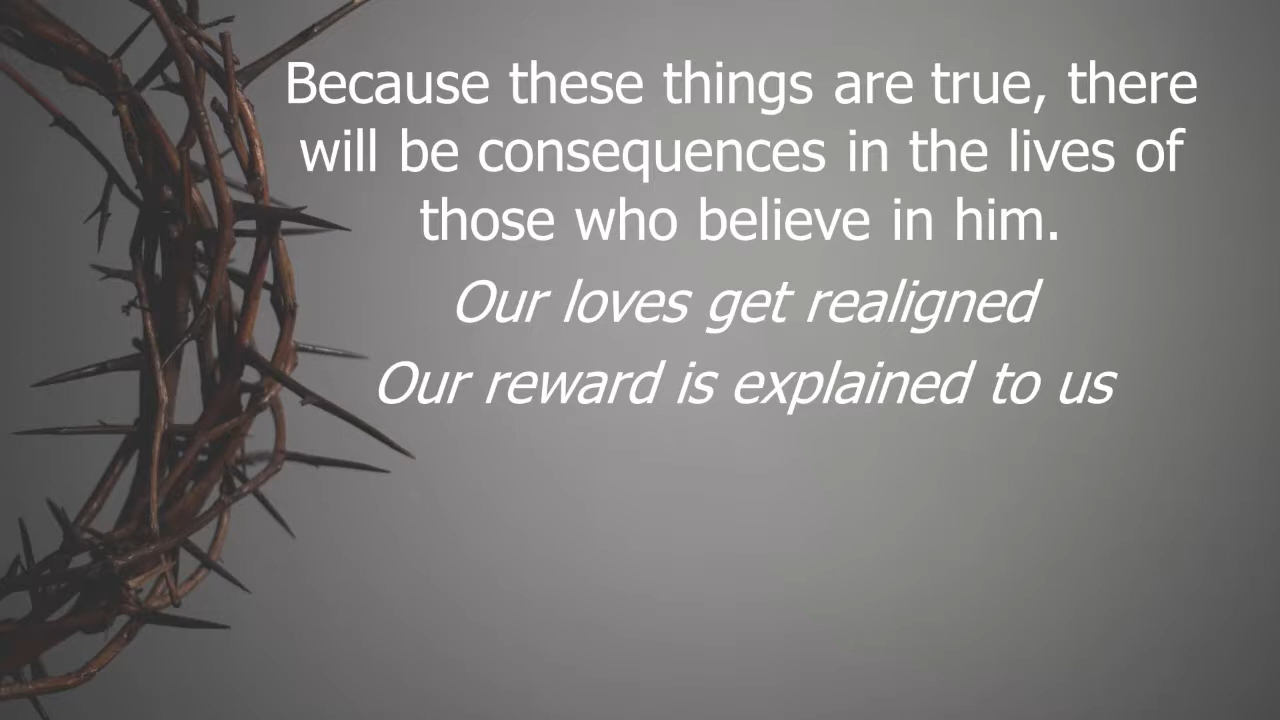 Because these things are true, there
will be consequences in the lives of
those who believe in him.
Our loves get realigned
Our reward is explained to us